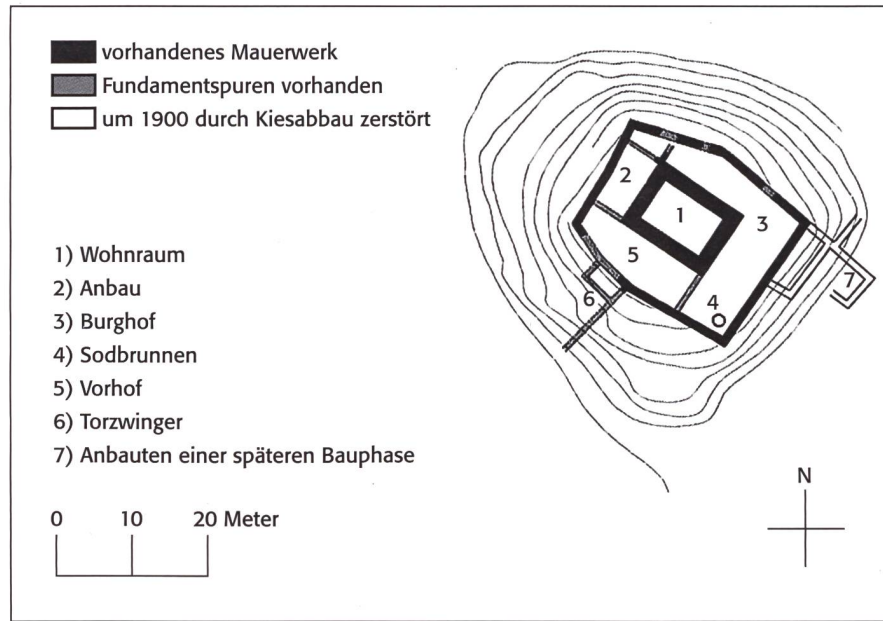 vorhandenes Mauerwerk
Fundamentspuren vorhanden
um 1900 durch Kiesabbau zerstört
1) Wohnraum
2) Anbau
3) Burghof
4) Sodbrunnen
5) Vorhof
6) Torzwinger
7) Anbauten einer späteren Bauphase
0 10 20 Meter
2
1
3
5
7
6
4
N